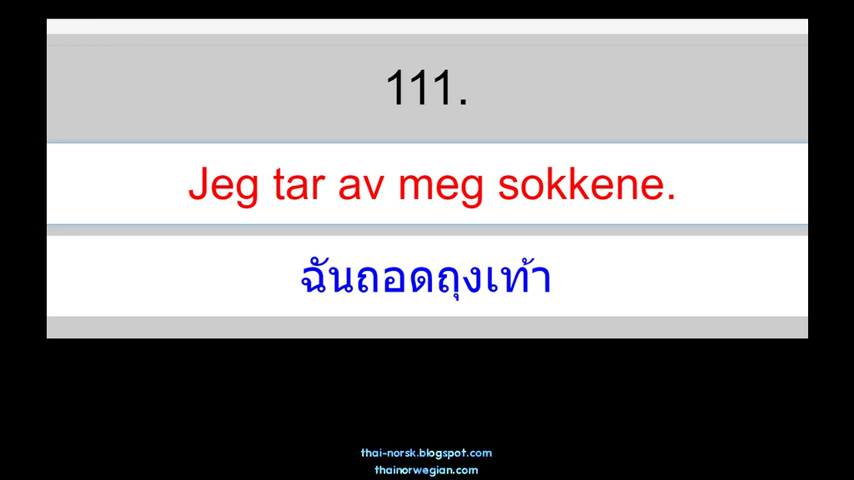 111.
Jeg tar av meg sokkene.
ฉันถอดถุงเท้า
thai-norsk.blogspot.com
thainorwegian.com